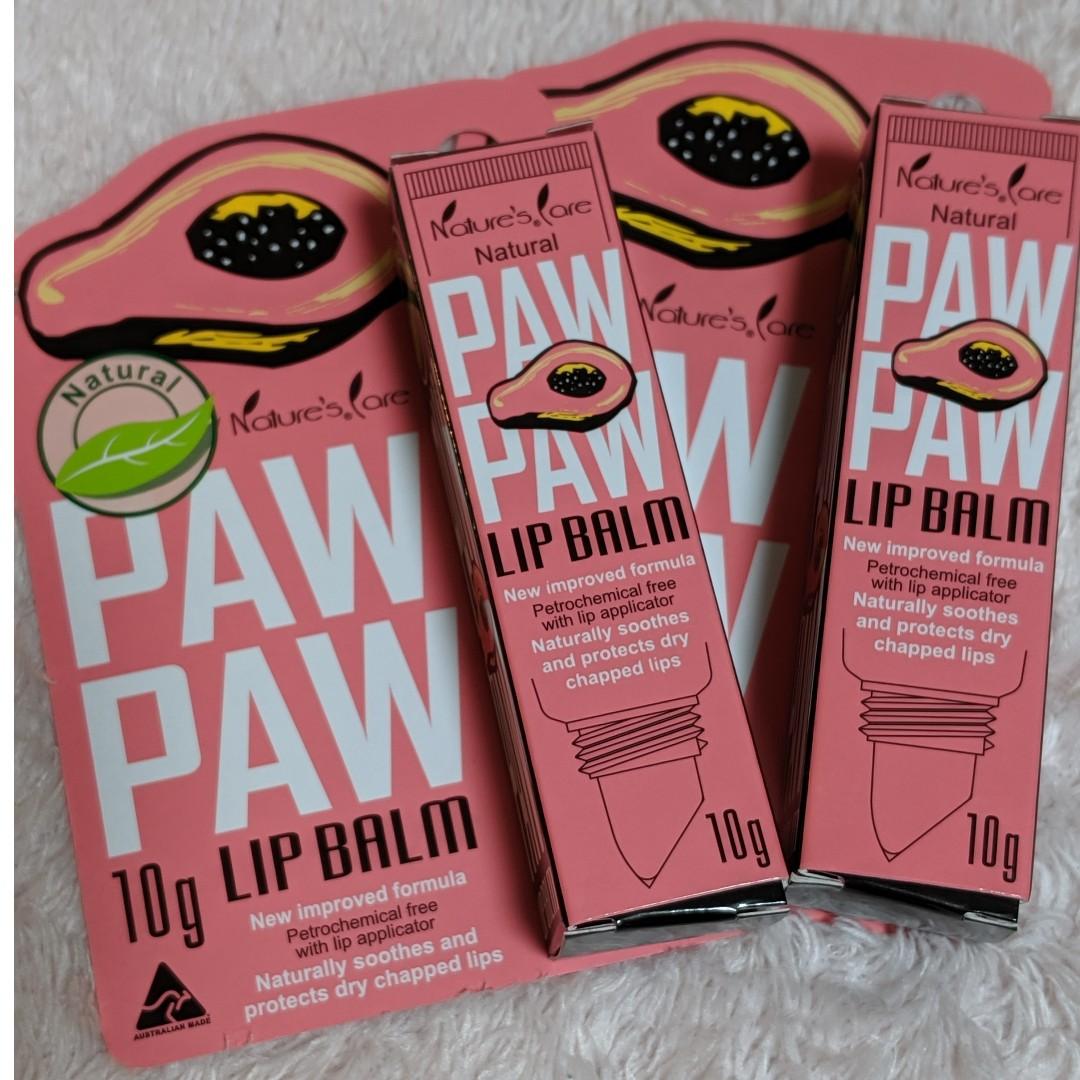 Natural
Nature's Care
PAW
PAW
LIP BALM
10g
New improved formula
Petrochemical free
with lip applicator
Naturally soothes and
protects dry chapped lips
AUSTRALIAN MADE
Nature's Care
Natural
PAW
PAW
LIP BALM
New improved formula
Petrochemical free
with lip applicator
Naturally soothes
and protects dry
chapped lips
10g
Nature's Care
W
W
Nature's Care
Natural
PAW
PAW
LIP BALM
New improved formula
Petrochemical free
with lip applicator
Naturally soothes
and protects dry
chapped lips
10g